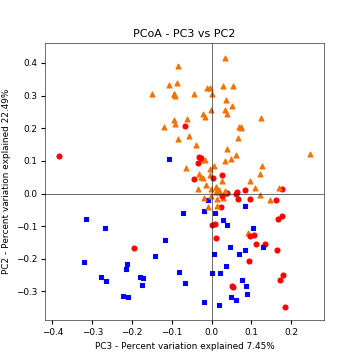 PCoA - PC3 vs PC2
PC2 - Percent variation explained 22.49%
0.4
0.3
0.2
0.1
0.0
−0.1
−0.2
−0.3
−0.4 −0.3 −0.2 −0.1 0.0 0.1 0.2
PC3 - Percent variation explained 7.45%